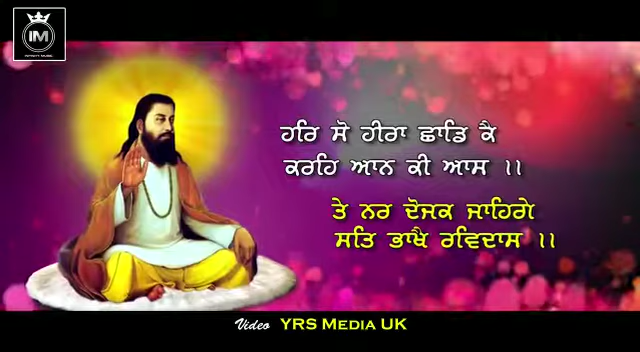 IM
INFINITY MUSIC
ਹਰਿ ਸੋ ਹੀਰਾ ਛਾਡਿ ਕੈ
ਕਰਹਿ ਆਨ ਕੀ ਆਸ ।।
ਤੇ ਨਰ ਦੋਜਕ ਜਾਹਿਗੇ
ਸਤਿ ਭਾਖੈ ਰਵਿਦਾਸ ।।
Video YRS MEDIA UK